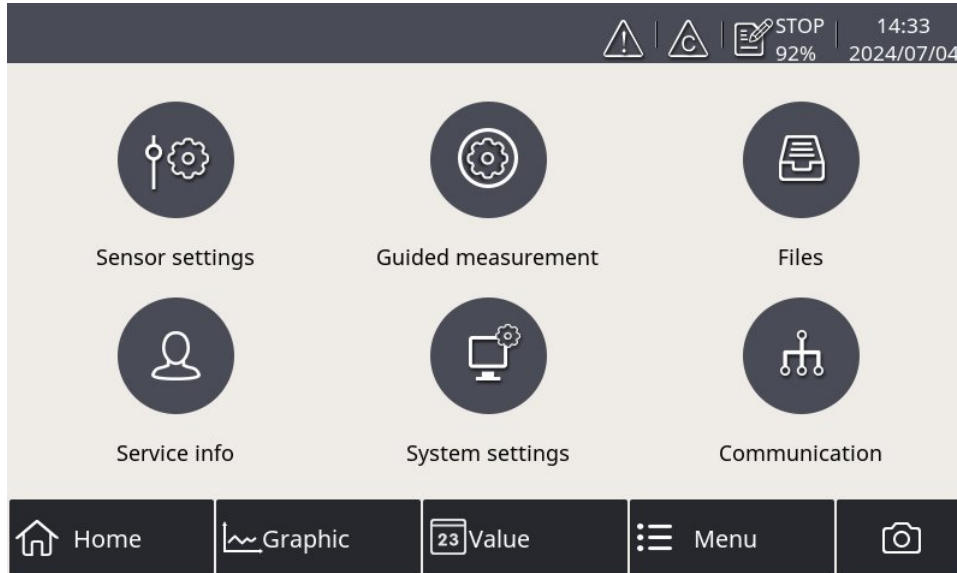 STOP 14:33
92% 2024/07/04
C
Sensor settings Guided measurement Files
Service info System settings Communication
Home Graphic 23 Value Menu